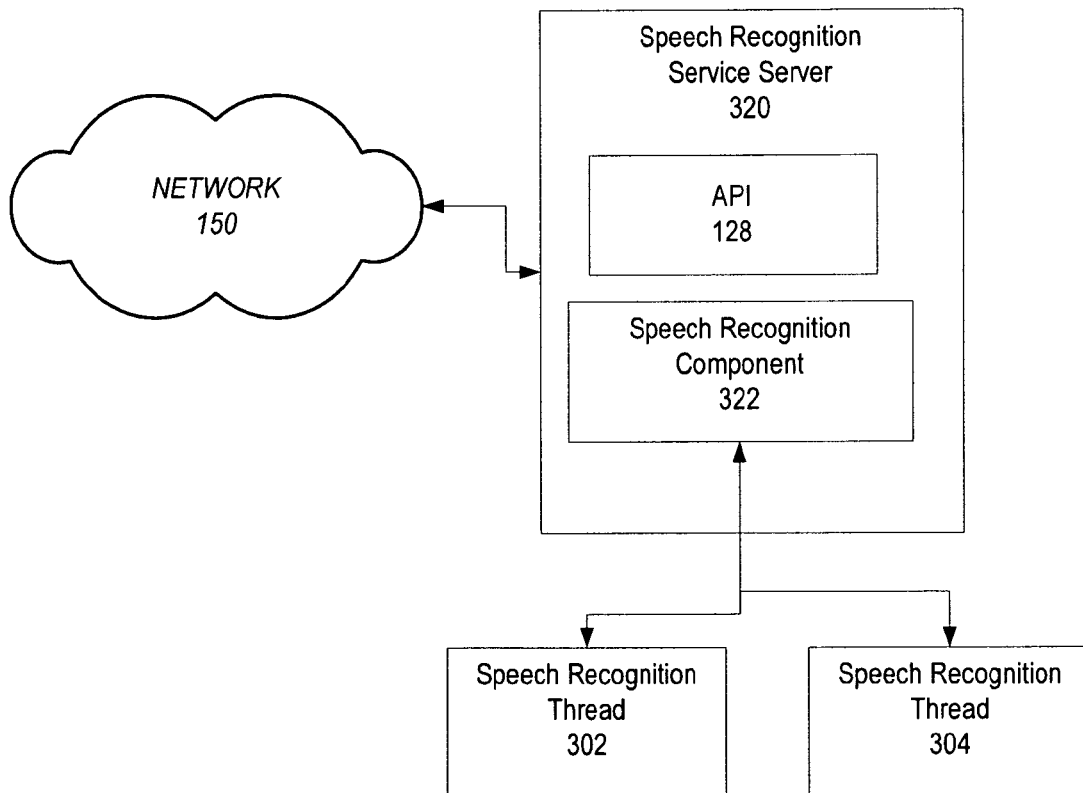 Speech Recognition
Service Server
320
NETWORK
150
API
128
Speech Recognition
Component
322
Speech Recognition
Thread
302
Speech Recognition
Thread
304